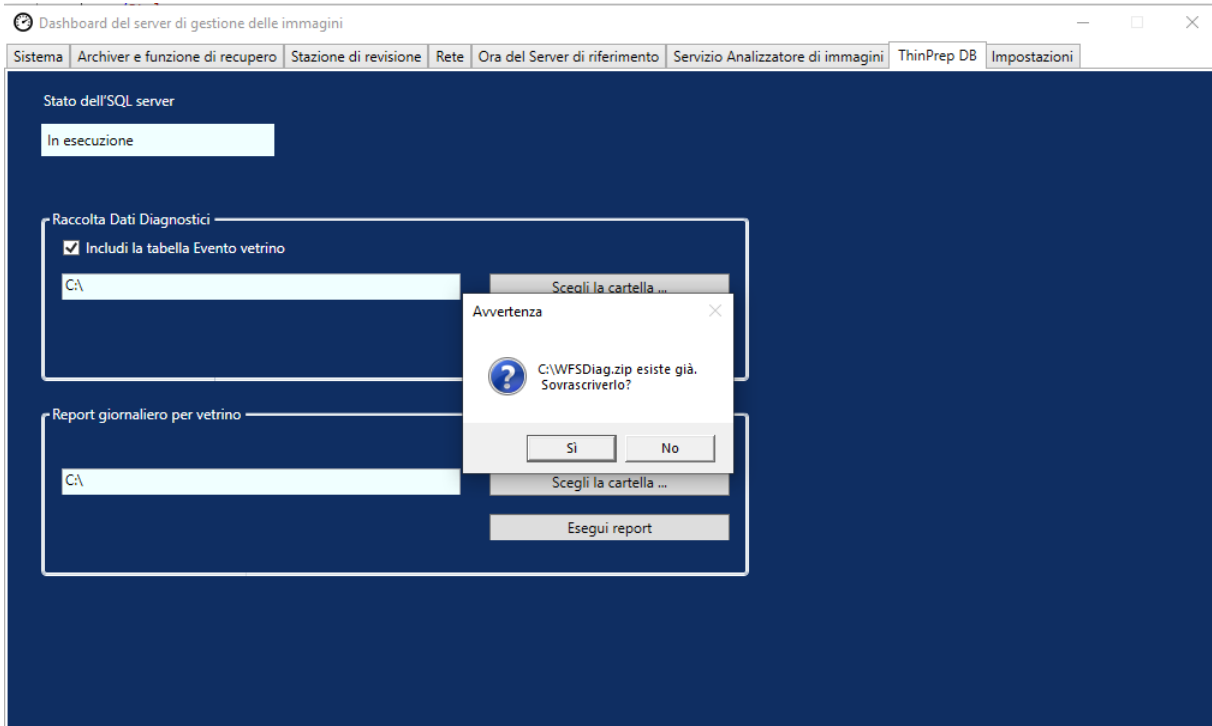 Dashboard del server di gestione delle immagini
Sistema Archiver e funzione di recupero Stazione di revisione Rete Ora del Server di riferimento Servizio Analizzatore di immagini ThinPrep DB Impostazioni
Stato dell'SQL server
In esecuzione
Raccolta Dati Diagnostici
Includi la tabella Evento vetrino
C:\
Scegli la cartella ...
Avvertenza
C:\WFSDiag.zip esiste già.
Sovrascriverlo?
Sì No
Report giornaliero per vetrino
C:\
Scegli la cartella ...
Esegui report